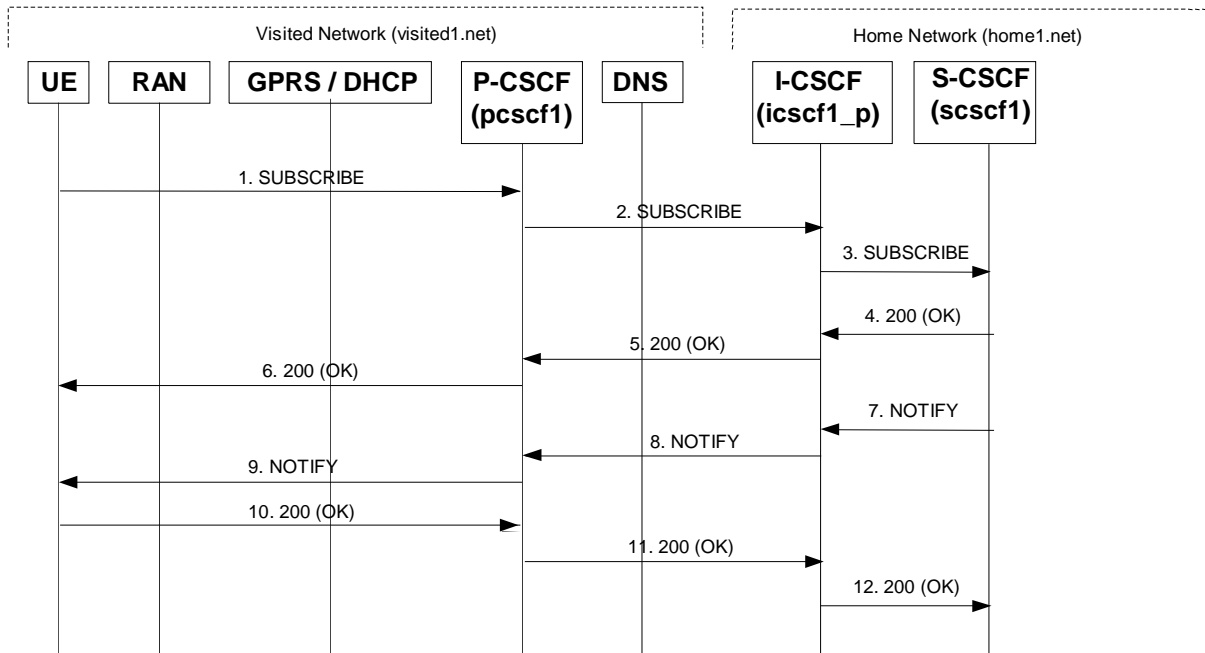 Visited Network (visited1.net)
Home Network (home1.net)
UE
RAN
GPRS / DHCP
P-CSCF
(pcscf1)
DNS
I-CSCF
(icscf1_p)
S-CSCF
(scscf1)
1. SUBSCRIBE
2. SUBSCRIBE
3. SUBSCRIBE
4. 200 (OK)
5. 200 (OK)
6. 200 (OK)
7. NOTIFY
8. NOTIFY
9. NOTIFY
10. 200 (OK)
11. 200 (OK)
12. 200 (OK)